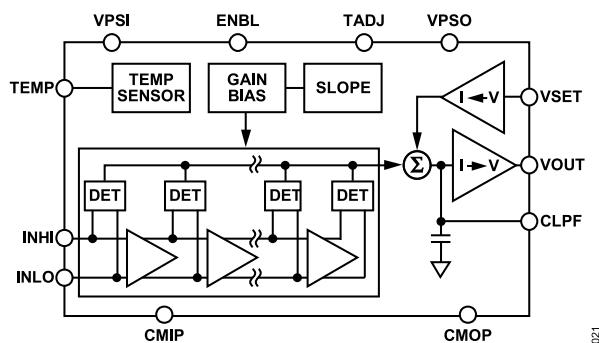 VPSI ENBL TADJ VPSO
TEMP
TEMP
SENSOR
GAIN
BIAS
SLOPE
I ◄ V
VSET
Σ
I ► V
VOUT
DET DET DET DET
CLPF
INHI
INLO
CMIP CMOP
021